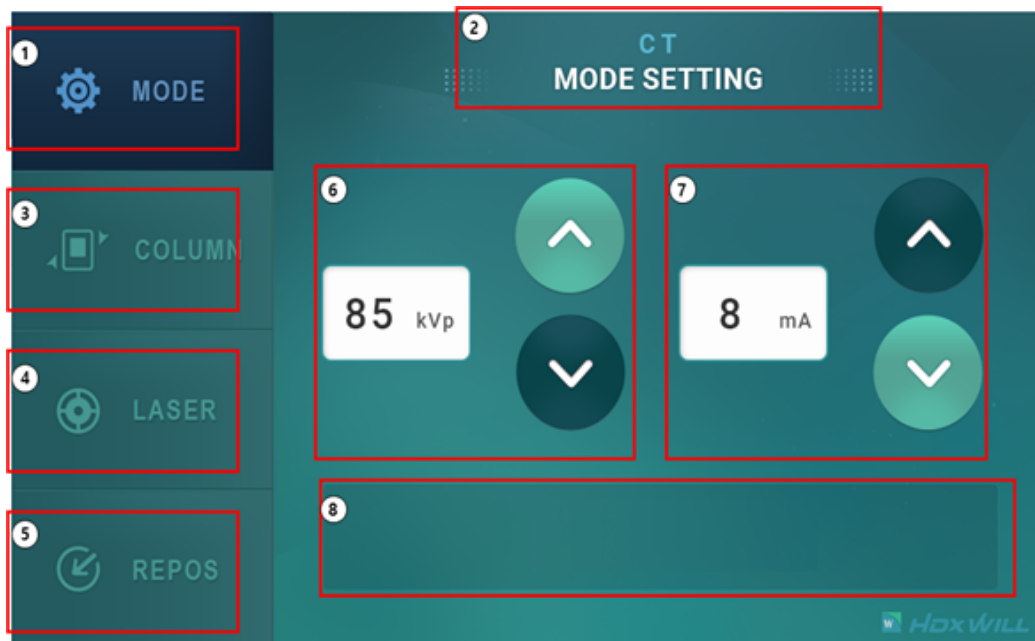 1
MODE
2
CT
MODE SETTING
3
COLUMN
4
LASER
5
REPOS
6
85 kVp
7
8 mA
8
W HDXWILL